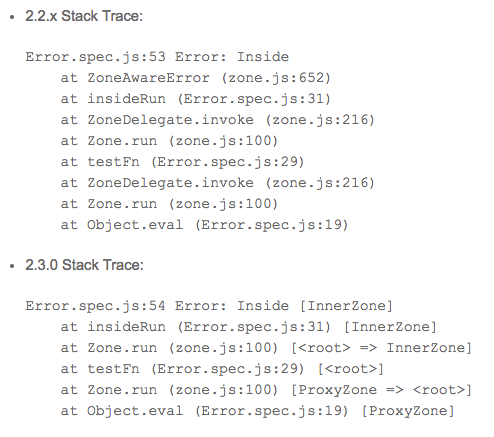 • 2.2.x Stack Trace:
Error.spec.js:53 Error: Inside
at ZoneAwareError (zone.js:652)
at insideRun (Error.spec.js:31)
at ZoneDelegate.invoke (zone.js:216)
at Zone.run (zone.js:100)
at testFn (Error.spec.js:29)
at ZoneDelegate.invoke (zone.js:216)
at Zone.run (zone.js:100)
at Object.eval (Error.spec.js:19)
• 2.3.0 Stack Trace:
Error.spec.js:54 Error: Inside [InnerZone]
at insideRun (Error.spec.js:31) [InnerZone]
at Zone.run (zone.js:100) [<root> => InnerZone]
at testFn (Error.spec.js:29) [<root>]
at Zone.run (zone.js:100) [ProxyZone => <root>]
at Object.eval (Error.spec.js:19) [ProxyZone]